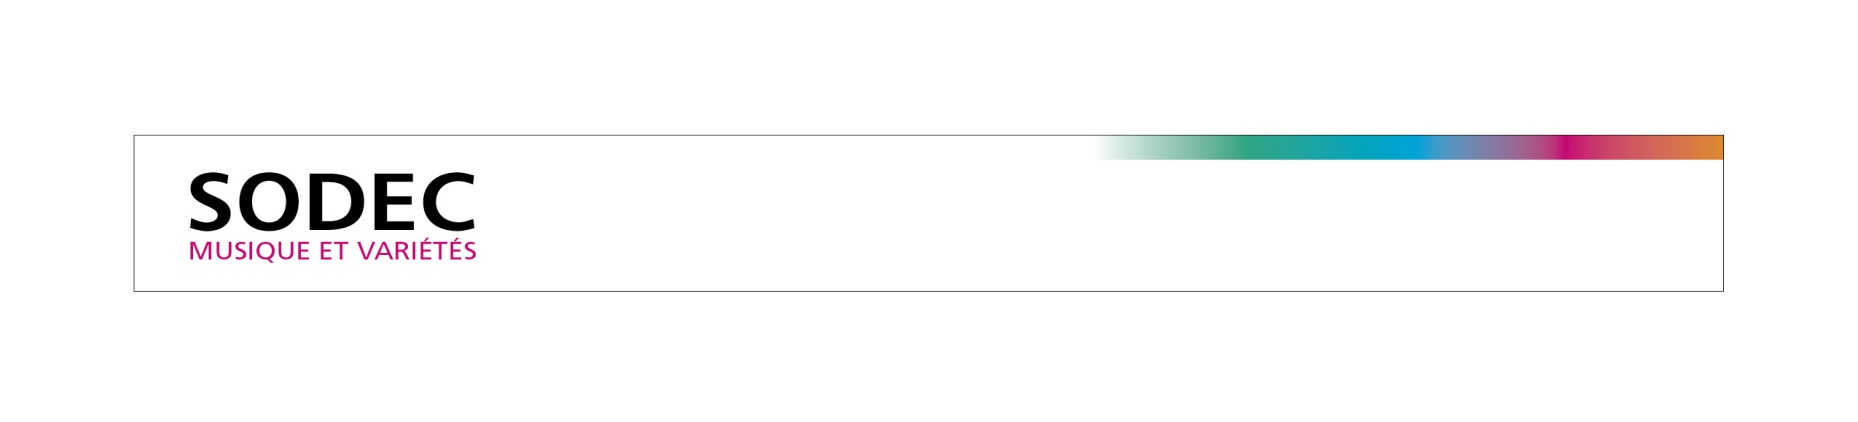 SODEC
MUSIQUE ET VARIÉTÉS